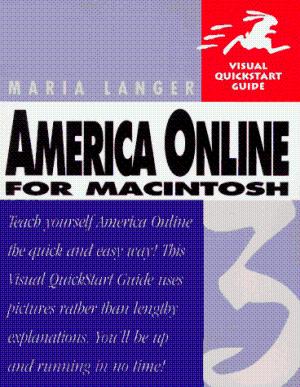 VISUAL
QUICKSTART
GUIDE
MARIA LANGER
AMERICA ONLINE
FOR MACINTOSH
3
Teach yourself America Online
the quick and easy way! This
Visual QuickStart Guide uses
pictures rather than lengthy
explanations. You'll be up
and running in no time!